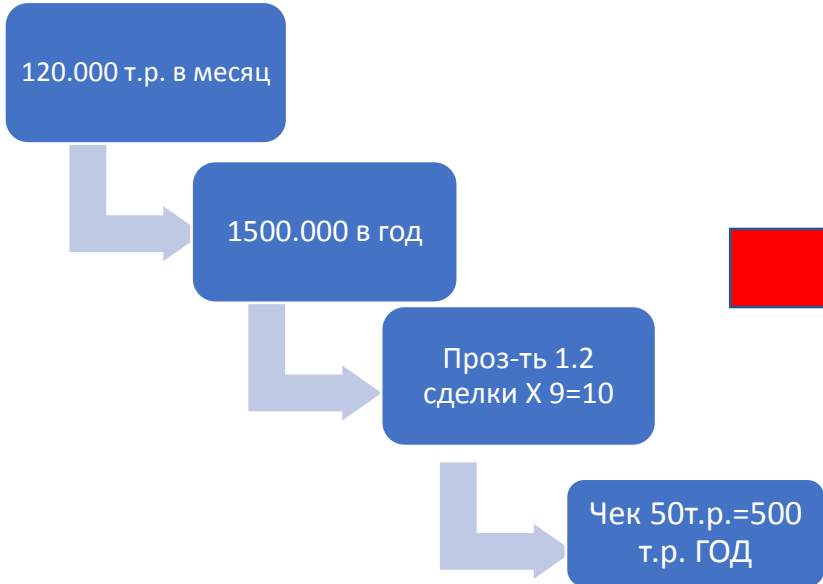 120.000 т.р. в месяц
1500.000 в год
Проз-ть 1.2
сделки Х 9=10
Чек 50т.р.=500
т.р. ГОД